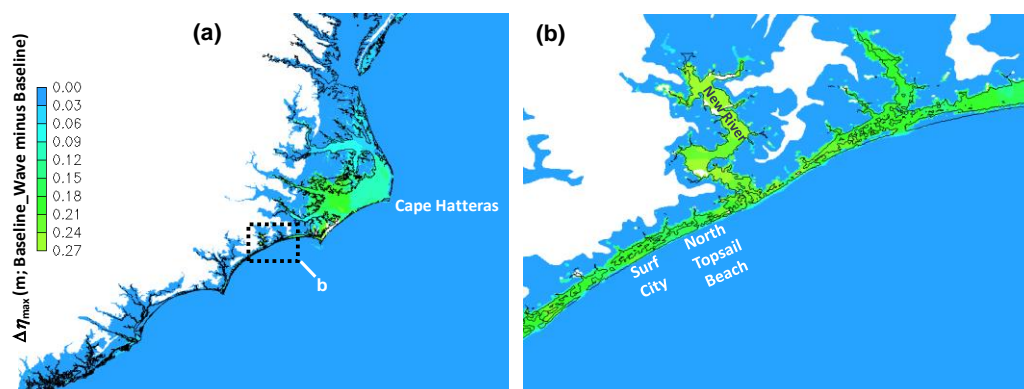 (a)
Δηmax (m; Baseline_Wave minus Baseline)
0.00
0.03
0.06
0.09
0.12
0.15
0.18
0.21
0.24
0.27
Cape Hatteras
b
(b)
New River
Surf
City
North
Topsail
Beach